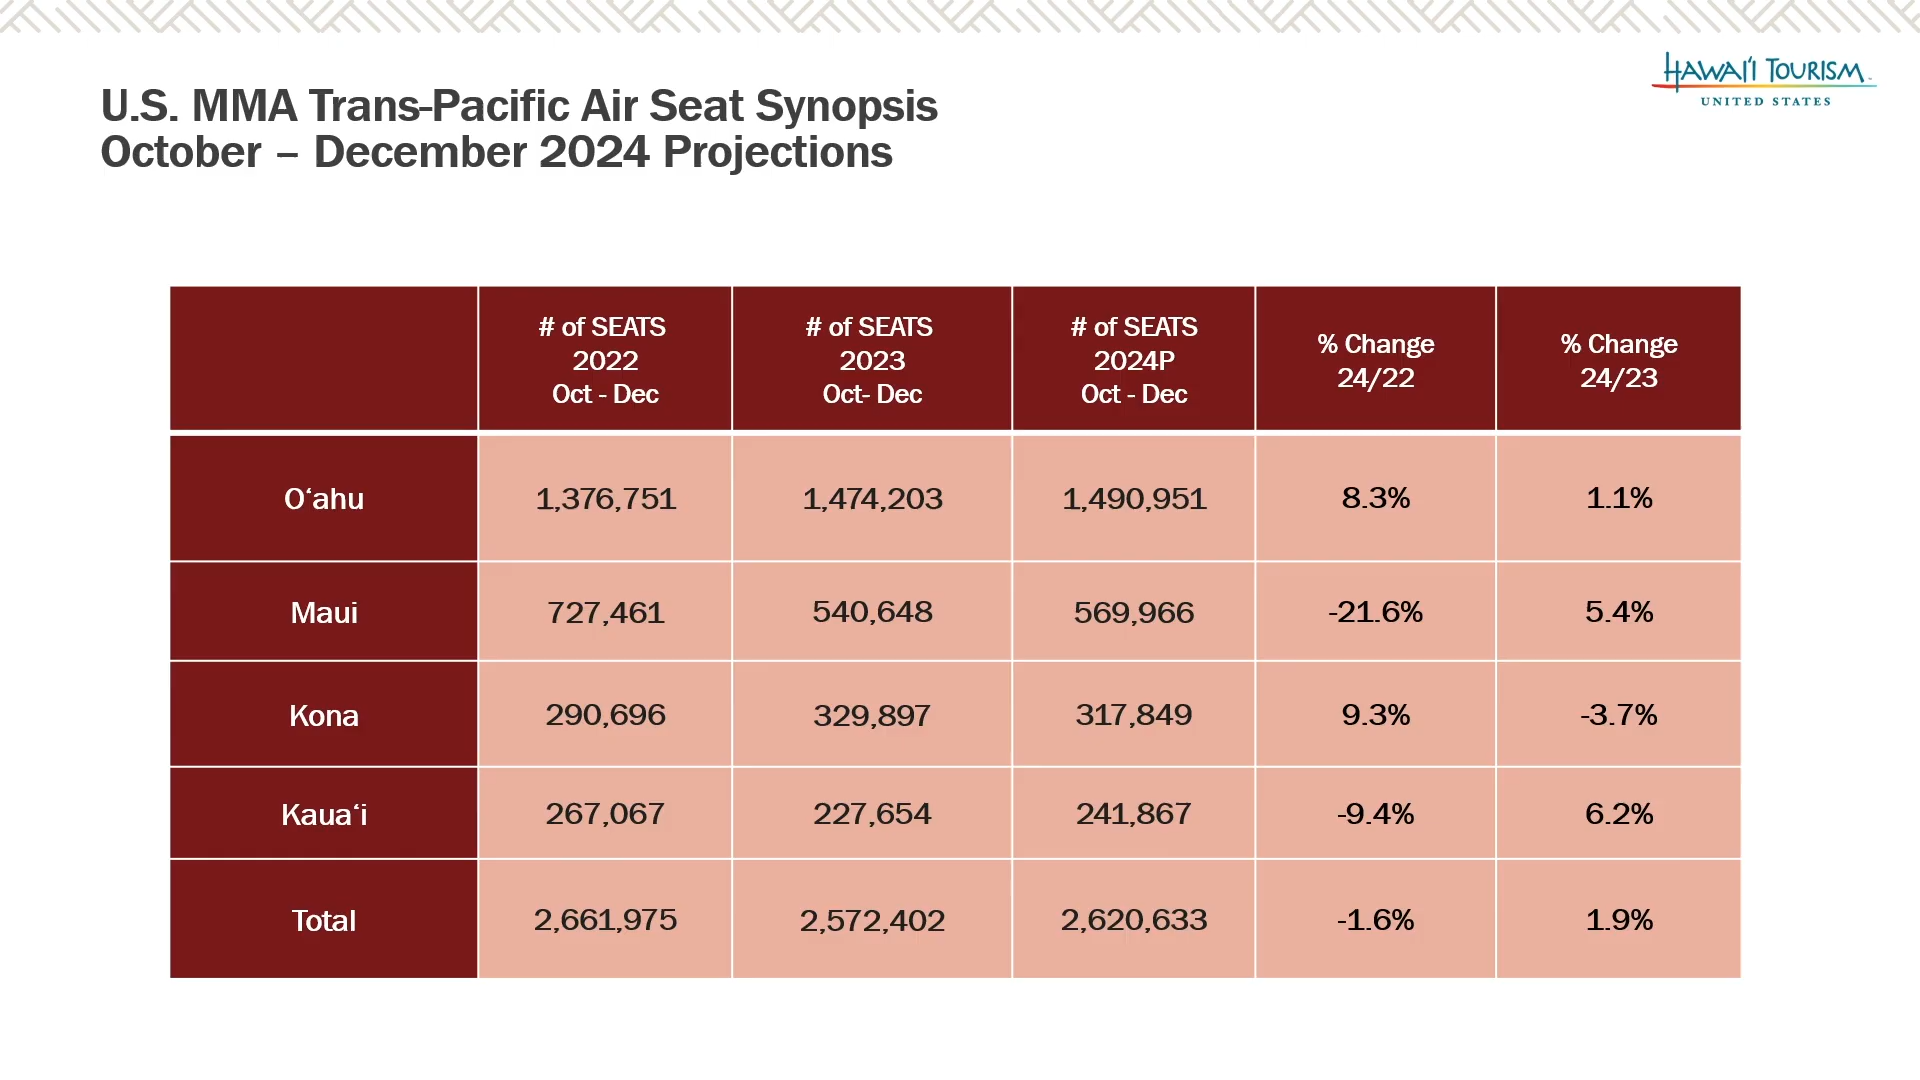 HAWAI'I TOURISM
UNITED STATES
U.S. MMA Trans-Pacific Air Seat Synopsis
October – December 2024 Projections
# of SEATS
2022
Oct - Dec
# of SEATS
2023
Oct- Dec
# of SEATS
2024P
Oct - Dec
% Change
24/22
% Change
24/23
O‘ahu 1,376,751 1,474,203 1,490,951 8.3% 1.1%
Maui 727,461 540,648 569,966 -21.6% 5.4%
Kona 290,696 329,897 317,849 9.3% -3.7%
Kaua‘i 267,067 227,654 241,867 -9.4% 6.2%
Total 2,661,975 2,572,402 2,620,633 -1.6% 1.9%